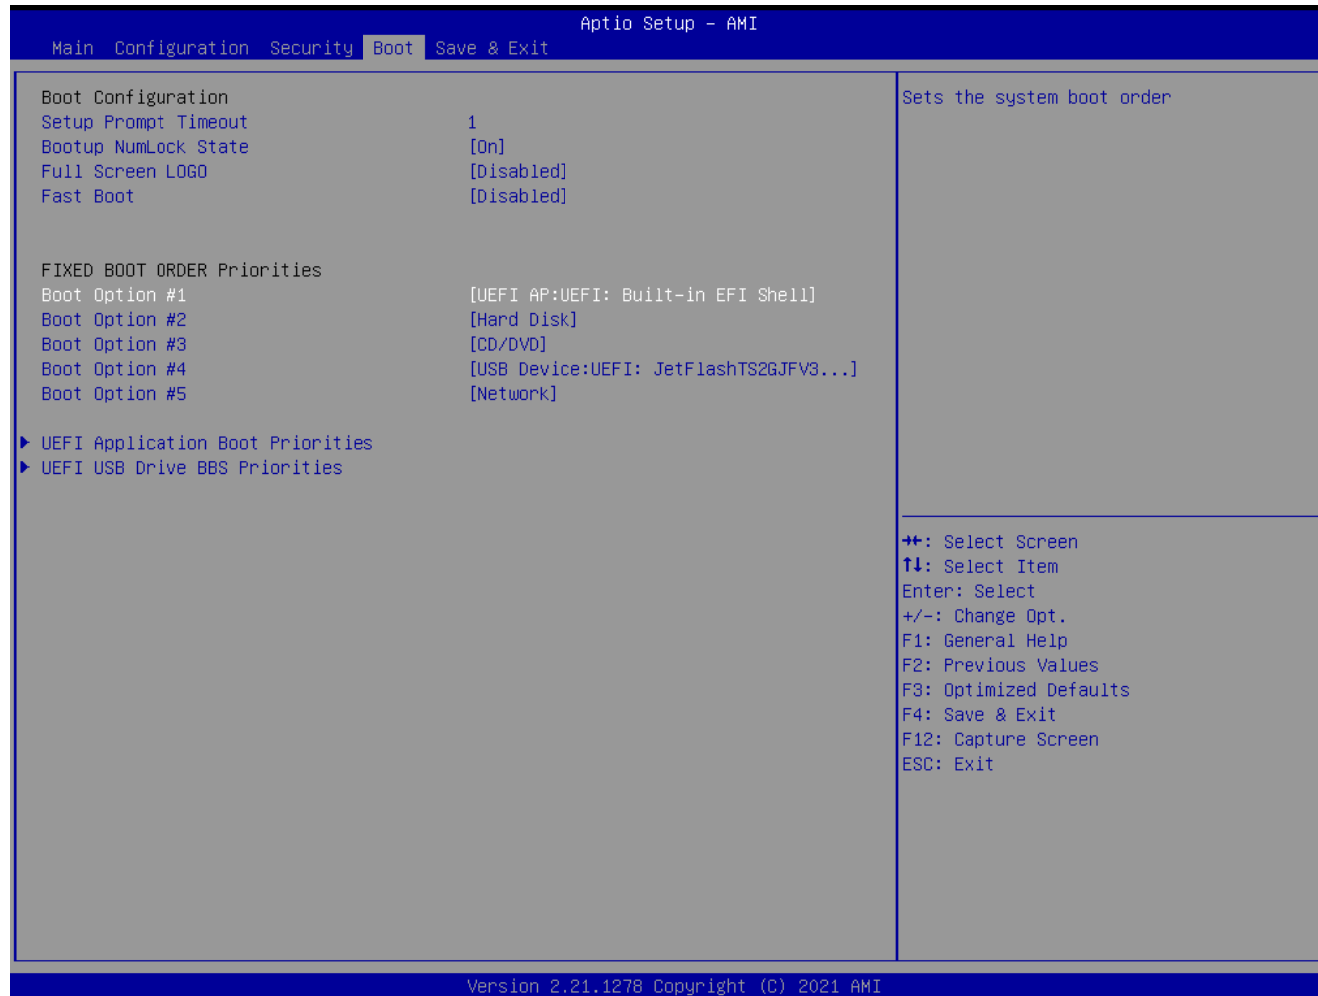 Aptio Setup – AMI
Main Configuration Security Boot Save & Exit
Boot Configuration
Setup Prompt Timeout 1
Bootup NumLock State [On]
Full Screen LOGO [Disabled]
Fast Boot [Disabled]
FIXED BOOT ORDER Priorities
Boot Option #1 [UEFI AP:UEFI: Built-in EFI Shell]
Boot Option #2 [Hard Disk]
Boot Option #3 [CD/DVD]
Boot Option #4 [USB Device:UEFI: JetFlashTS2GJFV3...]
Boot Option #5 [Network]
UEFI Application Boot Priorities
UEFI USB Drive BBS Priorities
Sets the system boot order
→←: Select Screen
↑↓: Select Item
Enter: Select
+/-: Change Opt.
F1: General Help
F2: Previous Values
F3: Optimized Defaults
F4: Save & Exit
F12: Capture Screen
ESC: Exit
Version 2.21.1278 Copyright (C) 2021 AMI